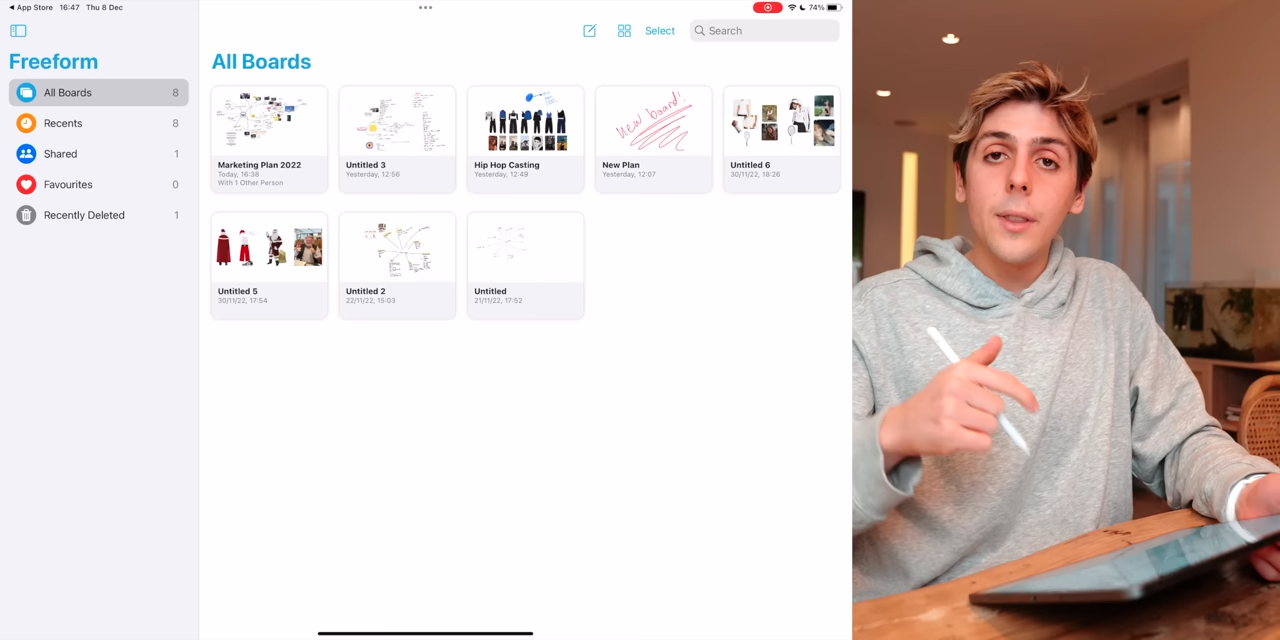 App Store 16:47 Thu 8 Dec
74%
Freeform
All Boards 8
Recents 8
Shared 1
Favourites 0
Recently Deleted 1
Select
Search
All Boards
new board!
Marketing Plan 2022
Today, 16:38
With 1 Other Person
Untitled 3
Yesterday, 12:56
Hip Hop Casting
Yesterday, 12:49
New Plan
Yesterday, 12:07
Untitled 6
30/11/22, 18:26
Untitled 5
30/11/22, 17:54
Untitled 2
22/11/22, 15:03
Untitled
21/11/22, 17:52